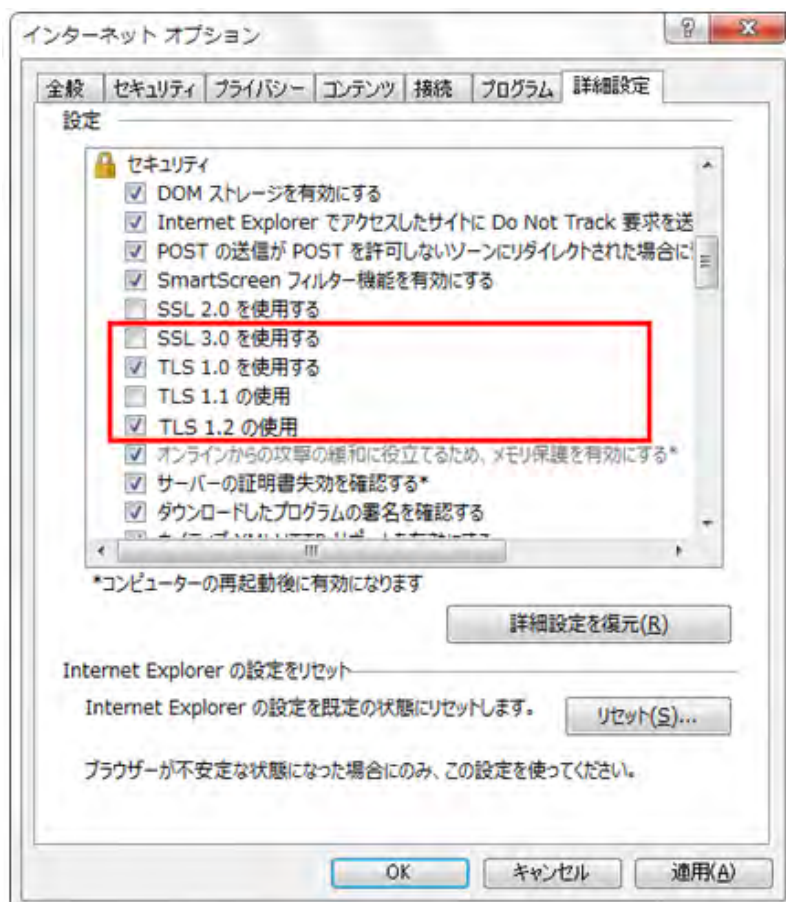 インターネット オプション
全般 セキュリティ プライバシー コンテンツ 接続 プログラム 詳細設定
設定
セキュリティ
DOM ストレージを有効にする
Internet Explorer でアクセスしたサイトに Do Not Track 要求を送
POST の送信が POST を許可しないゾーンにリダイレクトされた場合に
SmartScreen フィルター機能を有効にする
SSL 2.0 を使用する
SSL 3.0 を使用する
TLS 1.0 を使用する
TLS 1.1 の使用
TLS 1.2 の使用
オンラインからの攻撃の緩和に役立てるため、メモリ保護を有効にする*
サーバーの証明書失効を確認する*
ダウンロードしたプログラムの署名を確認する
*コンピューターの再起動後に有効になります
詳細設定を復元(R)
Internet Explorer の設定をリセット
Internet Explorer の設定を既定の状態にリセットします。
リセット(S)...
ブラウザーが不安定な状態になった場合にのみ、この設定を使ってください。
OK キャンセル 適用(A)